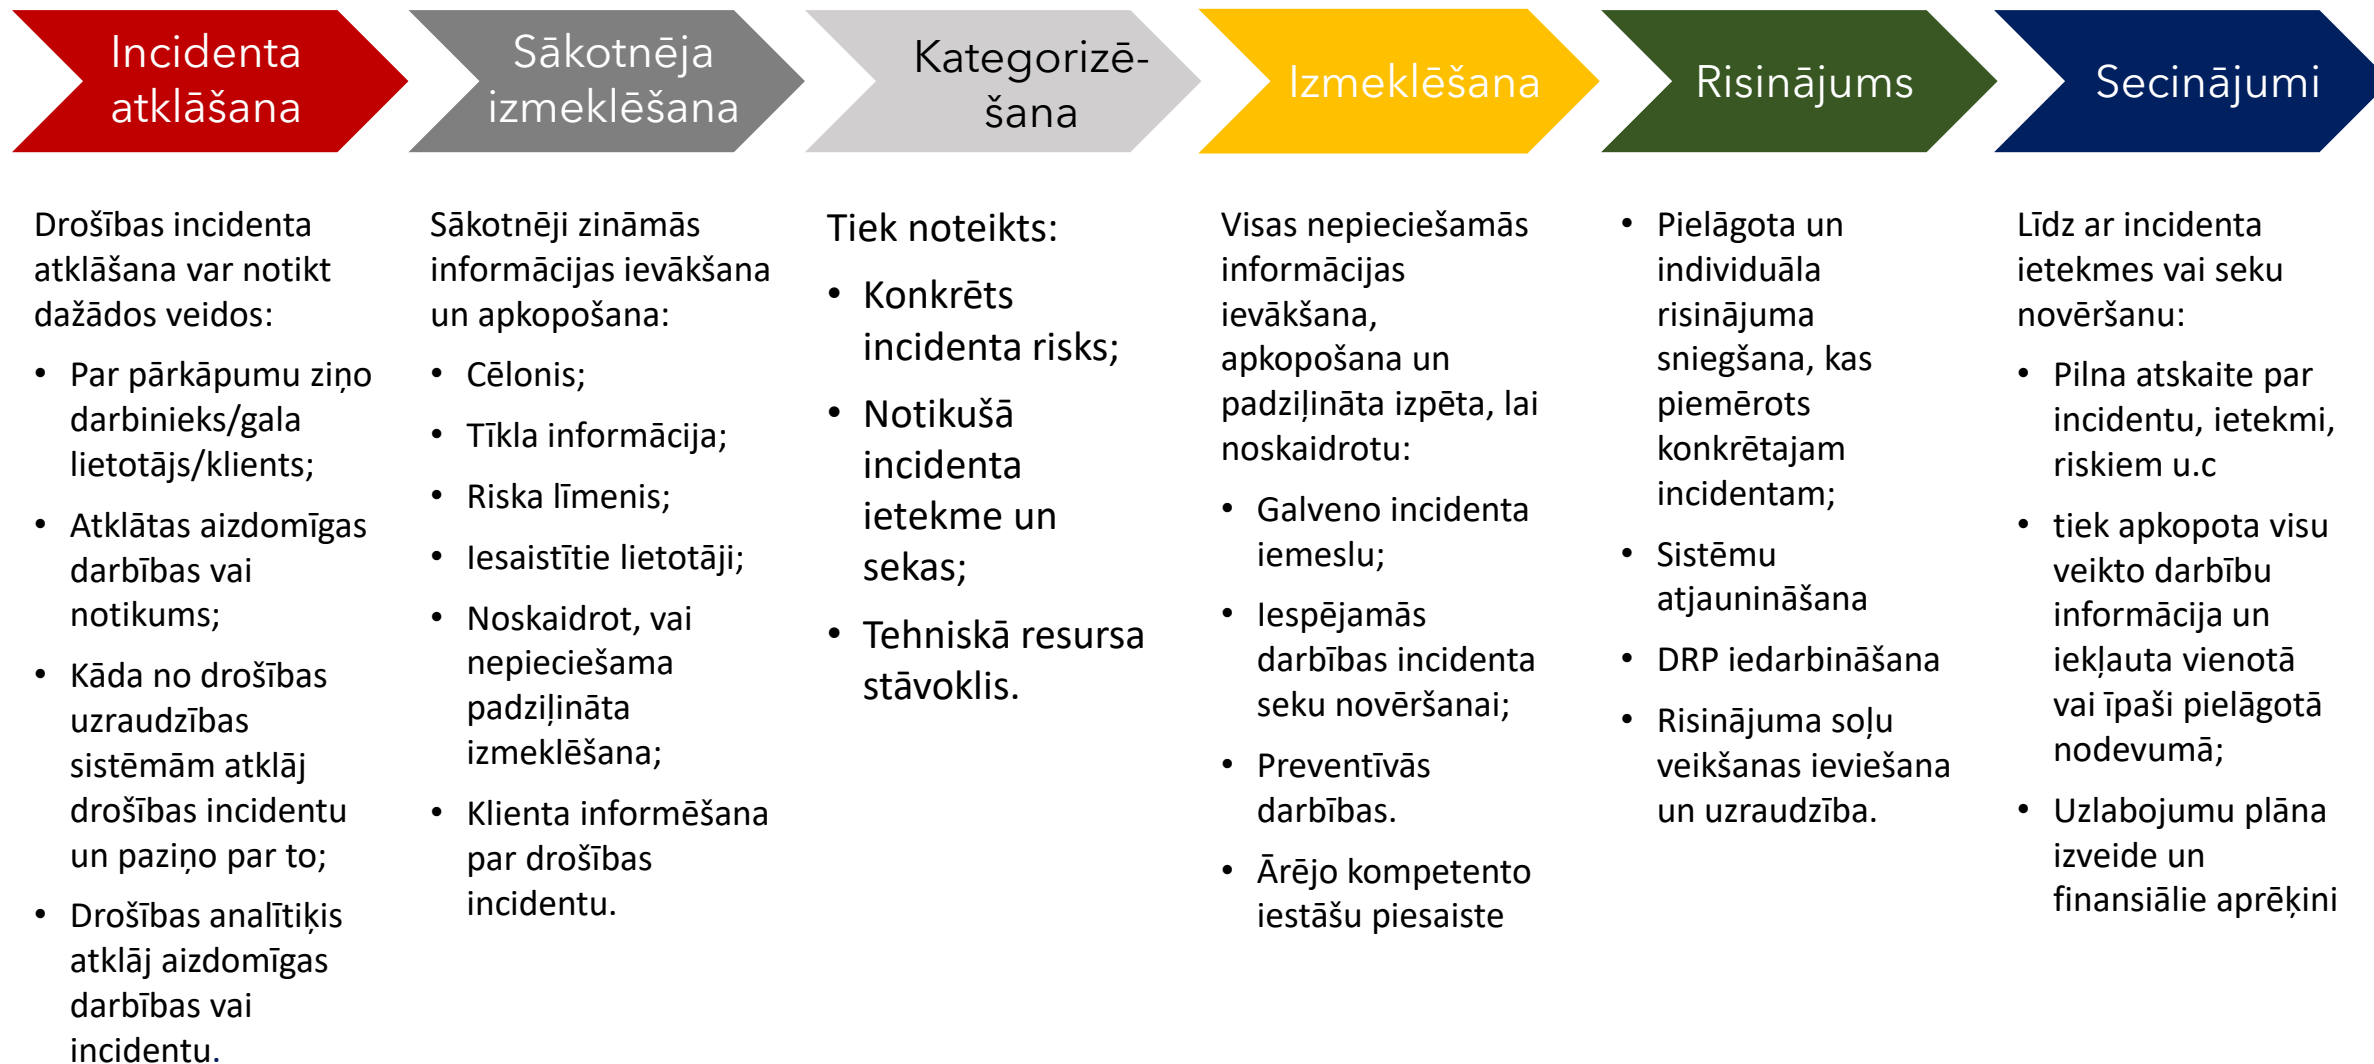 Incidenta
atklāšana
Sākotnēja
izmeklēšana
Kategorizē-
šana
Izmeklēšana
Risinājums
Secinājumi
Drošības incidenta
atklāšana var notikt
dažādos veidos:
• Par pārkāpumu ziņo
darbinieks/gala
lietotājs/klients;
• Atklātas aizdomīgas
darbības vai
notikums;
• Kāda no drošības
uzraudzības
sistēmām atklāj
drošības incidentu
un paziņo par to;
• Drošības analītiķis
atklāj aizdomīgas
darbības vai
incidentu.
Sākotnēji zināmās
informācijas ievākšana
un apkopošana:
• Cēlonis;
• Tīkla informācija;
• Riska līmenis;
• Iesaistītie lietotāji;
• Noskaidrot, vai
nepieciešama
padziļināta
izmeklēšana;
• Klienta informēšana
par drošības
incidentu.
Tiek noteikts:
• Konkrēts
incidenta risks;
• Notikušā
incidenta
ietekme un
sekas;
• Tehniskā resursa
stāvoklis.
Visas nepieciešamās
informācijas
ievākšana,
apkopošana un
padziļināta izpēta, lai
noskaidrotu:
• Galveno incidenta
iemeslu;
• Iespējamās
darbības incidenta
seku novēršanai;
• Preventīvās
darbības.
• Ārējo kompetento
iestāšu piesaiste
• Pielāgota un
individuāla
risinājuma
sniegšana, kas
piemērots
konkrētajam
incidentam;
• Sistēmu
atjaunināšana
• DRP iedarbināšana
• Risinājuma soļu
veikšanas ieviešana
un uzraudzība.
Līdz ar incidenta
ietekmes vai seku
novēršanu:
• Pilna atskaite par
incidentu, ietekmi,
riskiem u.c
• tiek apkopota visu
veikto darbību
informācija un
iekļauta vienotā
vai īpaši pielāgotā
nodevumā;
• Uzlabojumu plāna
izveide un
finansiālie aprēķini